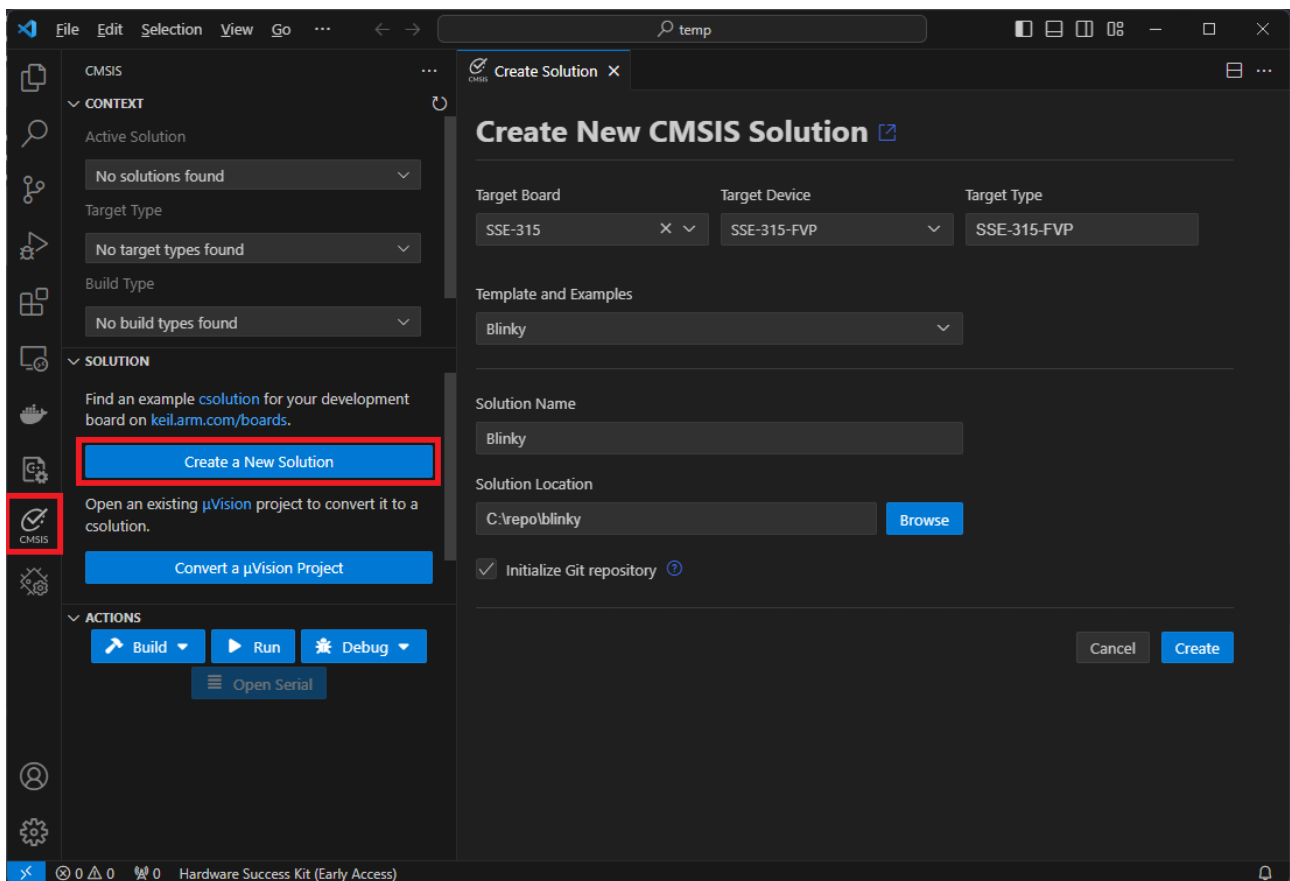 File Edit Selection View Go ··· temp
CMSIS
CONTEXT
Active Solution
No solutions found
Target Type
No target types found
Build Type
No build types found
SOLUTION
Find an example csolution for your development
board on keil.arm.com/boards.
Create a New Solution
Open an existing µVision project to convert it to a
csolution.
Convert a µVision Project
ACTIONS
Build Run Debug
Open Serial
CMSIS
CMSIS Create Solution
Create New CMSIS Solution
Target Board Target Device Target Type
SSE-315 SSE-315-FVP SSE-315-FVP
Template and Examples
Blinky
Solution Name
Blinky
Solution Location
C:\repo\blinky Browse
Initialize Git repository
Cancel Create
0 0 0 Hardware Success Kit (Early Access)